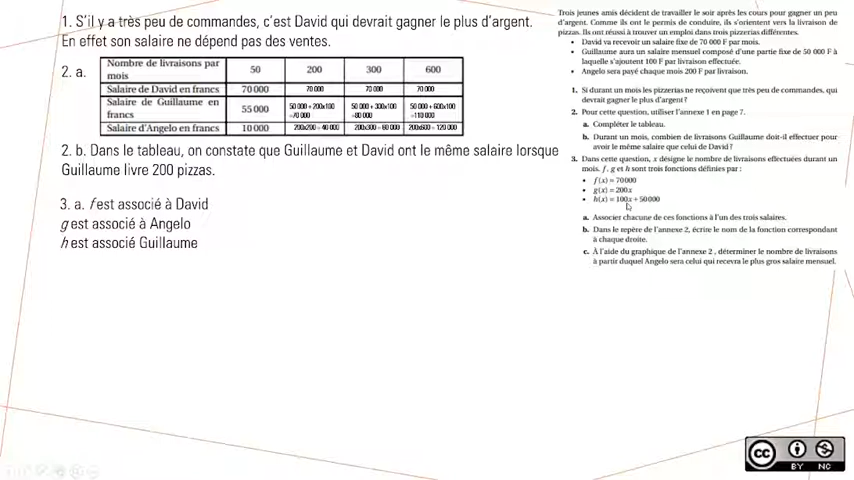 1. S'il y a très peu de commandes, c'est David qui devrait gagner le plus d'argent.
En effet son salaire ne dépend pas des ventes.
2. a.
Nombre de livraisons par mois 50 200 300 600
Salaire de David en francs 70 000 70 000 70 000 70 000
Salaire de Guillaume en francs 55 000 50 000 + 200x100 =70 000 50 000 + 300x100 =80 000 50 000 + 600x100 =110 000
Salaire d'Angelo en francs 10 000 200x200 = 40 000 200x300 = 60 000 200x600 = 120 000
2. b. Dans le tableau, on constate que Guillaume et David ont le même salaire lorsque
Guillaume livre 200 pizzas.
3. a. f est associé à David
g est associé à Angelo
h est associé Guillaume
Trois jeunes amis décident de travailler le soir après les cours pour gagner un peu
d'argent. Comme ils ont le permis de conduire, ils s'orientent vers la livraison de
pizzas. Ils ont réussi à trouver un emploi dans trois pizzerias différentes.
• David va recevoir un salaire fixe de 70 000 F par mois.
• Guillaume aura un salaire mensuel composé d'une partie fixe de 50 000 F à
laquelle s'ajoutent 100 F par livraison effectuée.
• Angelo sera payé chaque mois 200 F par livraison.
1. Si durant un mois les pizzerias ne reçoivent que très peu de commandes, qui
devrait gagner le plus d'argent ?
2. Pour cette question, utiliser l'annexe 1 en page 7.
a. Compléter le tableau.
b. Durant un mois, combien de livraisons Guillaume doit-il effectuer pour
avoir le même salaire que celui de David ?
3. Dans cette question, x désigne le nombre de livraisons effectuées durant un
mois. f, g et h sont trois fonctions définies par :
• f(x) = 70000
• g(x) = 200x
• h(x) = 100x + 50000
a. Associer chacune de ces fonctions à l'un des trois salaires.
b. Dans le repère de l'annexe 2, écrire le nom de la fonction correspondant
à chaque droite.
c. À l'aide du graphique de l'annexe 2 , déterminer le nombre de livraisons
à partir duquel Angelo sera celui qui recevra le plus gros salaire mensuel.
CC BY NC